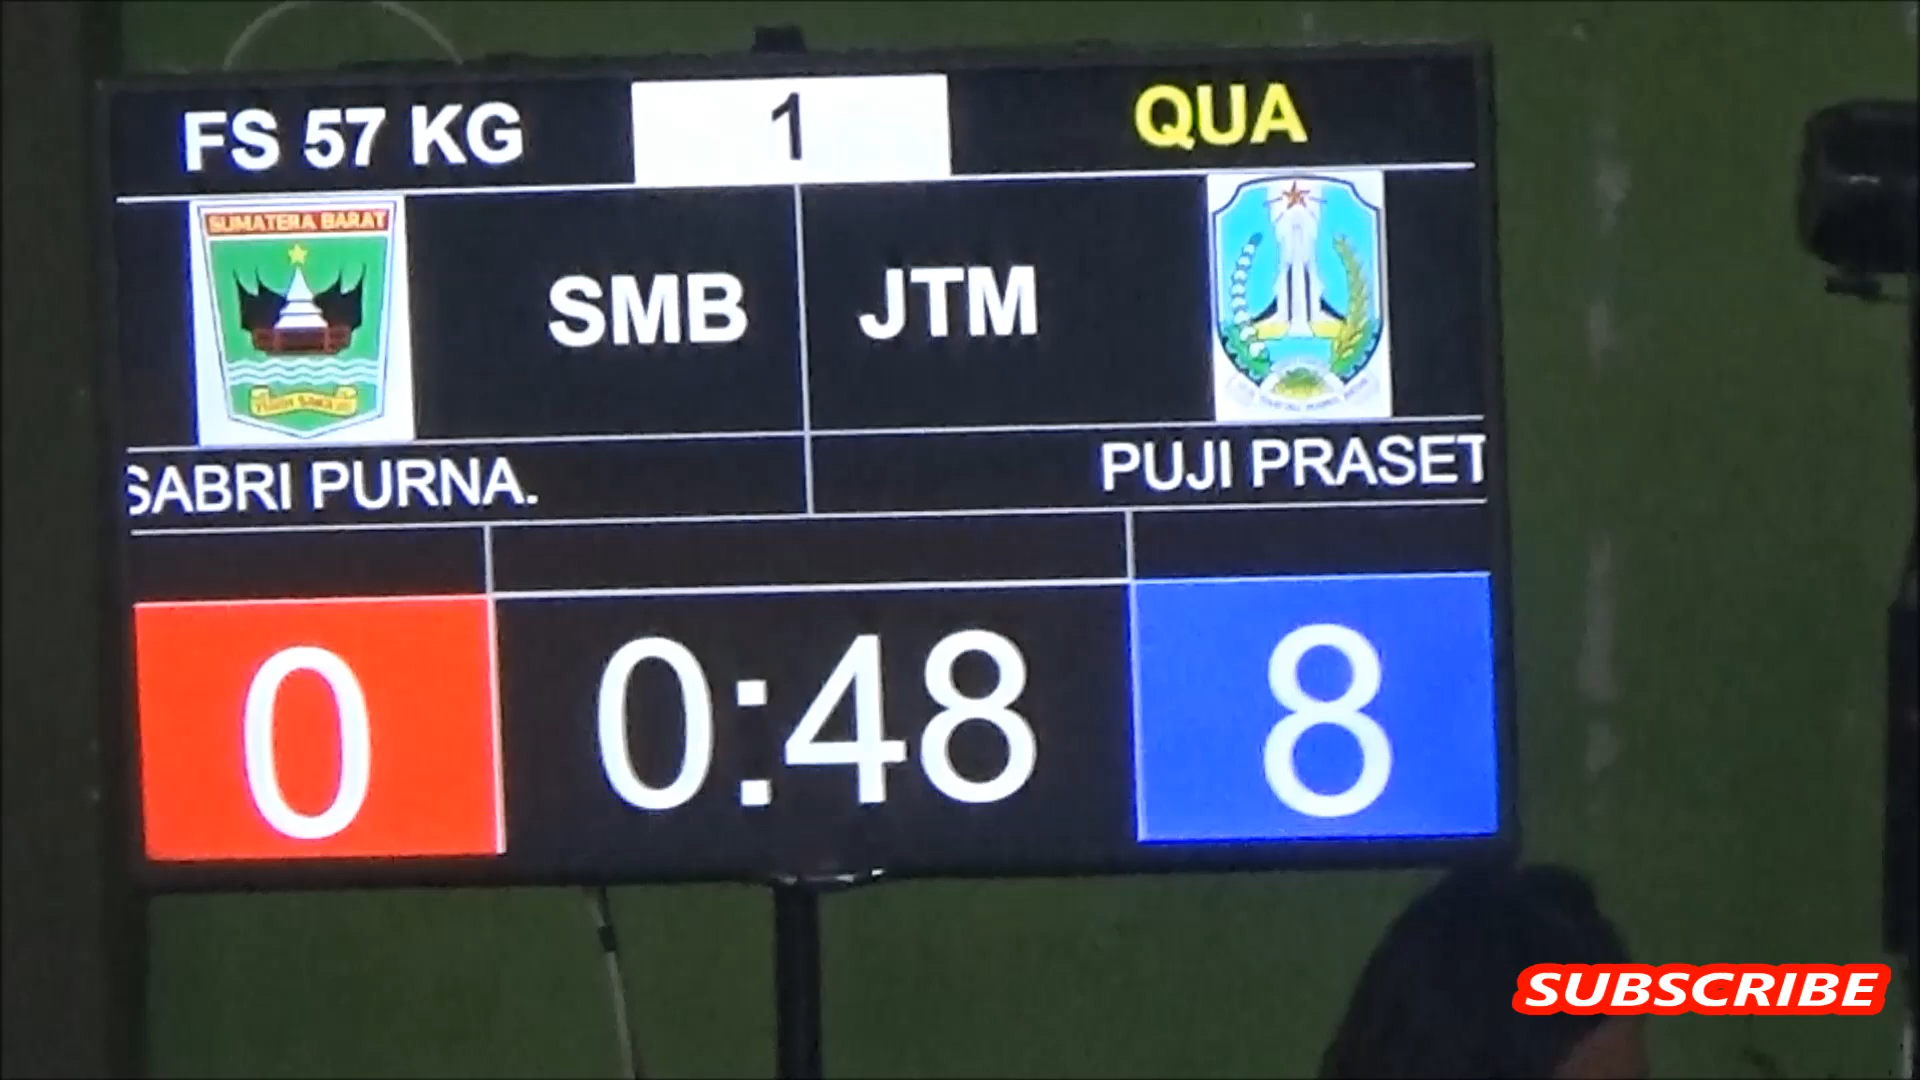 FS 57 KG
1
QUA
SUMATERA BARAT
SMB
JTM
SABRI PURNA.
PUJI PRASET
0
0:48
8
SUBSCRIBE